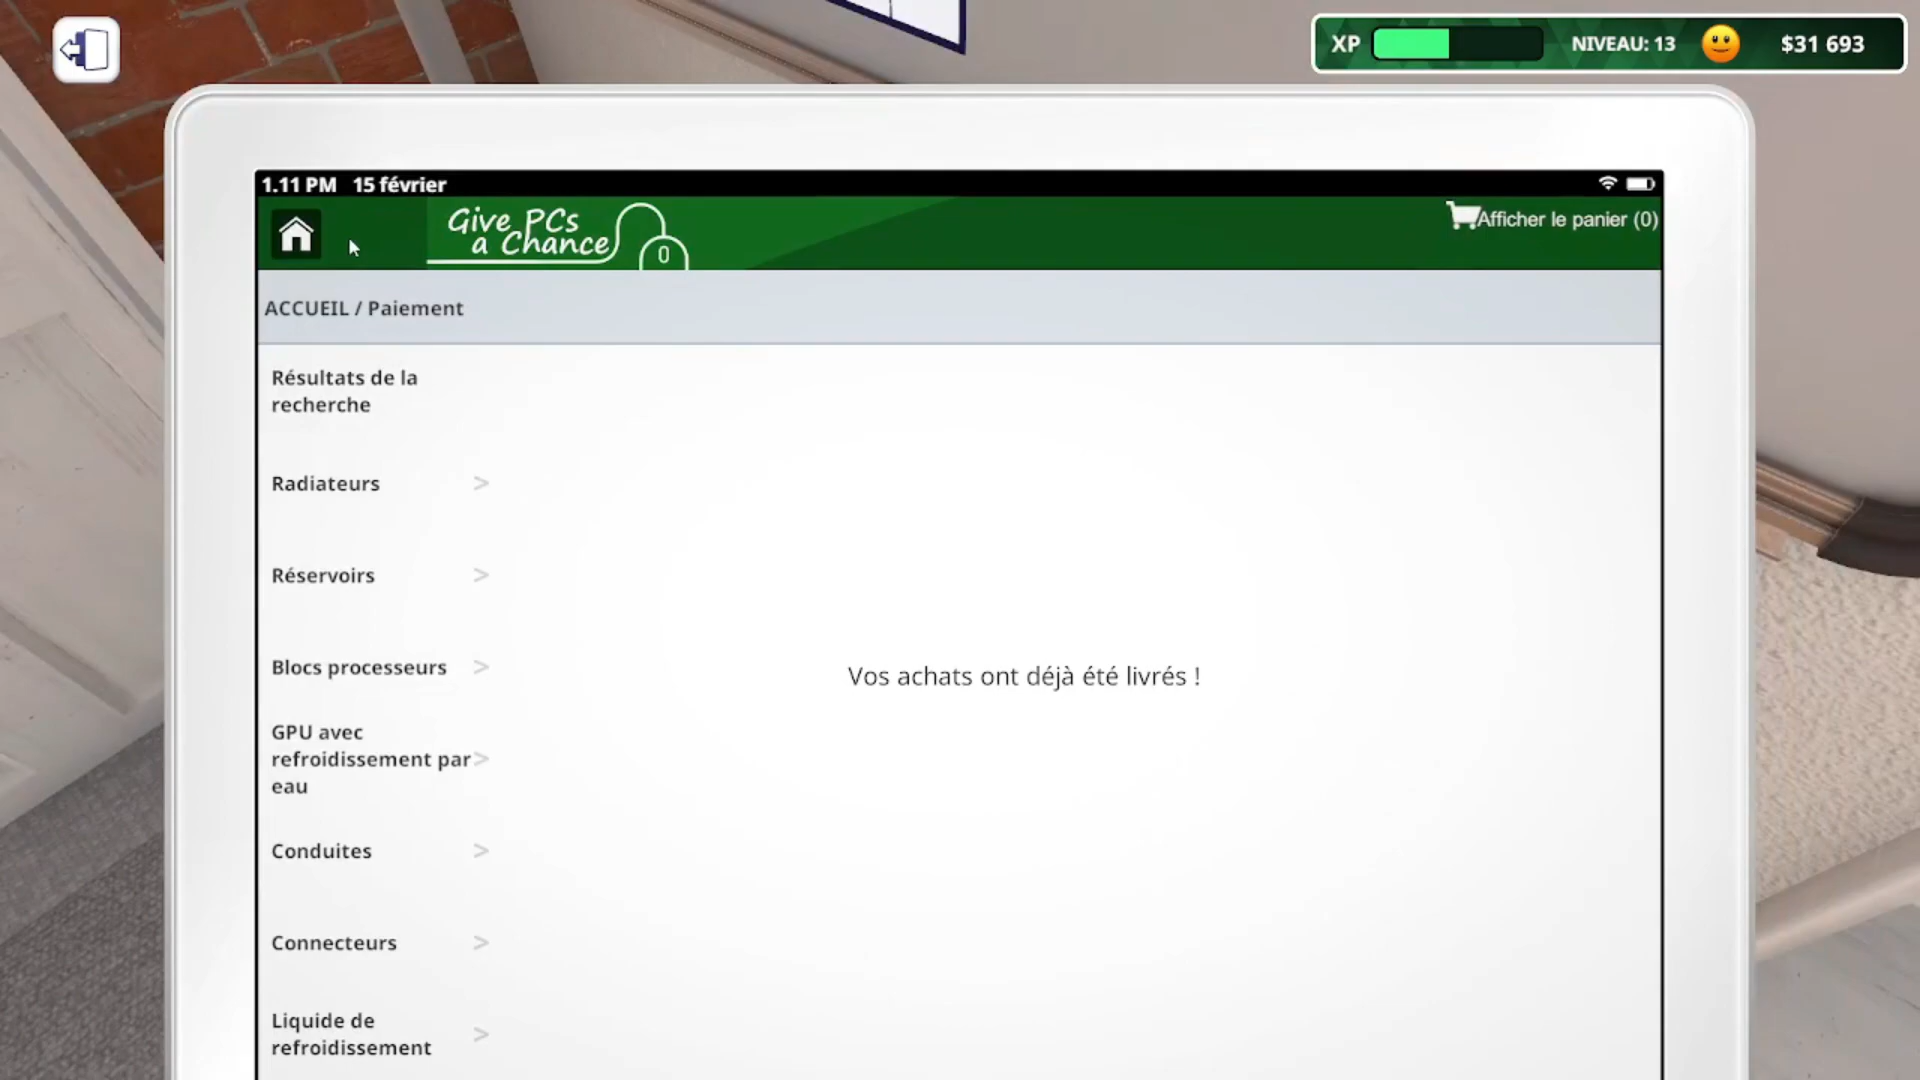 XP NIVEAU: 13 $31 693
1.11 PM 15 février
Give PCs
a Chance
0
Afficher le panier (0)
ACCUEIL / Paiement
Résultats de la
recherche
Radiateurs >
Réservoirs >
Blocs processeurs >
GPU avec
refroidissement par >
eau
Conduites >
Connecteurs >
Liquide de
refroidissement >
Vos achats ont déjà été livrés !